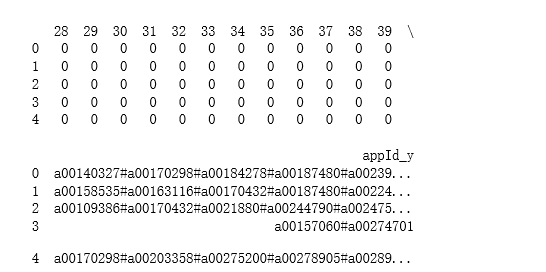 28 29 30 31 32 33 34 35 36 37 38 39 \
0 0 0 0 0 0 0 0 0 0 0 0 0
1 0 0 0 0 0 0 0 0 0 0 0 0
2 0 0 0 0 0 0 0 0 0 0 0 0
3 0 0 0 0 0 0 0 0 0 0 0 0
4 0 0 0 0 0 0 0 0 0 0 0 0
appId_y
0 a00140327#a00170298#a00184278#a00187480#a00239...
1 a00158535#a00163116#a00170432#a00187480#a00224...
2 a00109386#a00170432#a0021880#a00244790#a002475...
3 a00157060#a00274701
4 a00170298#a00203358#a00275200#a00278905#a00289...